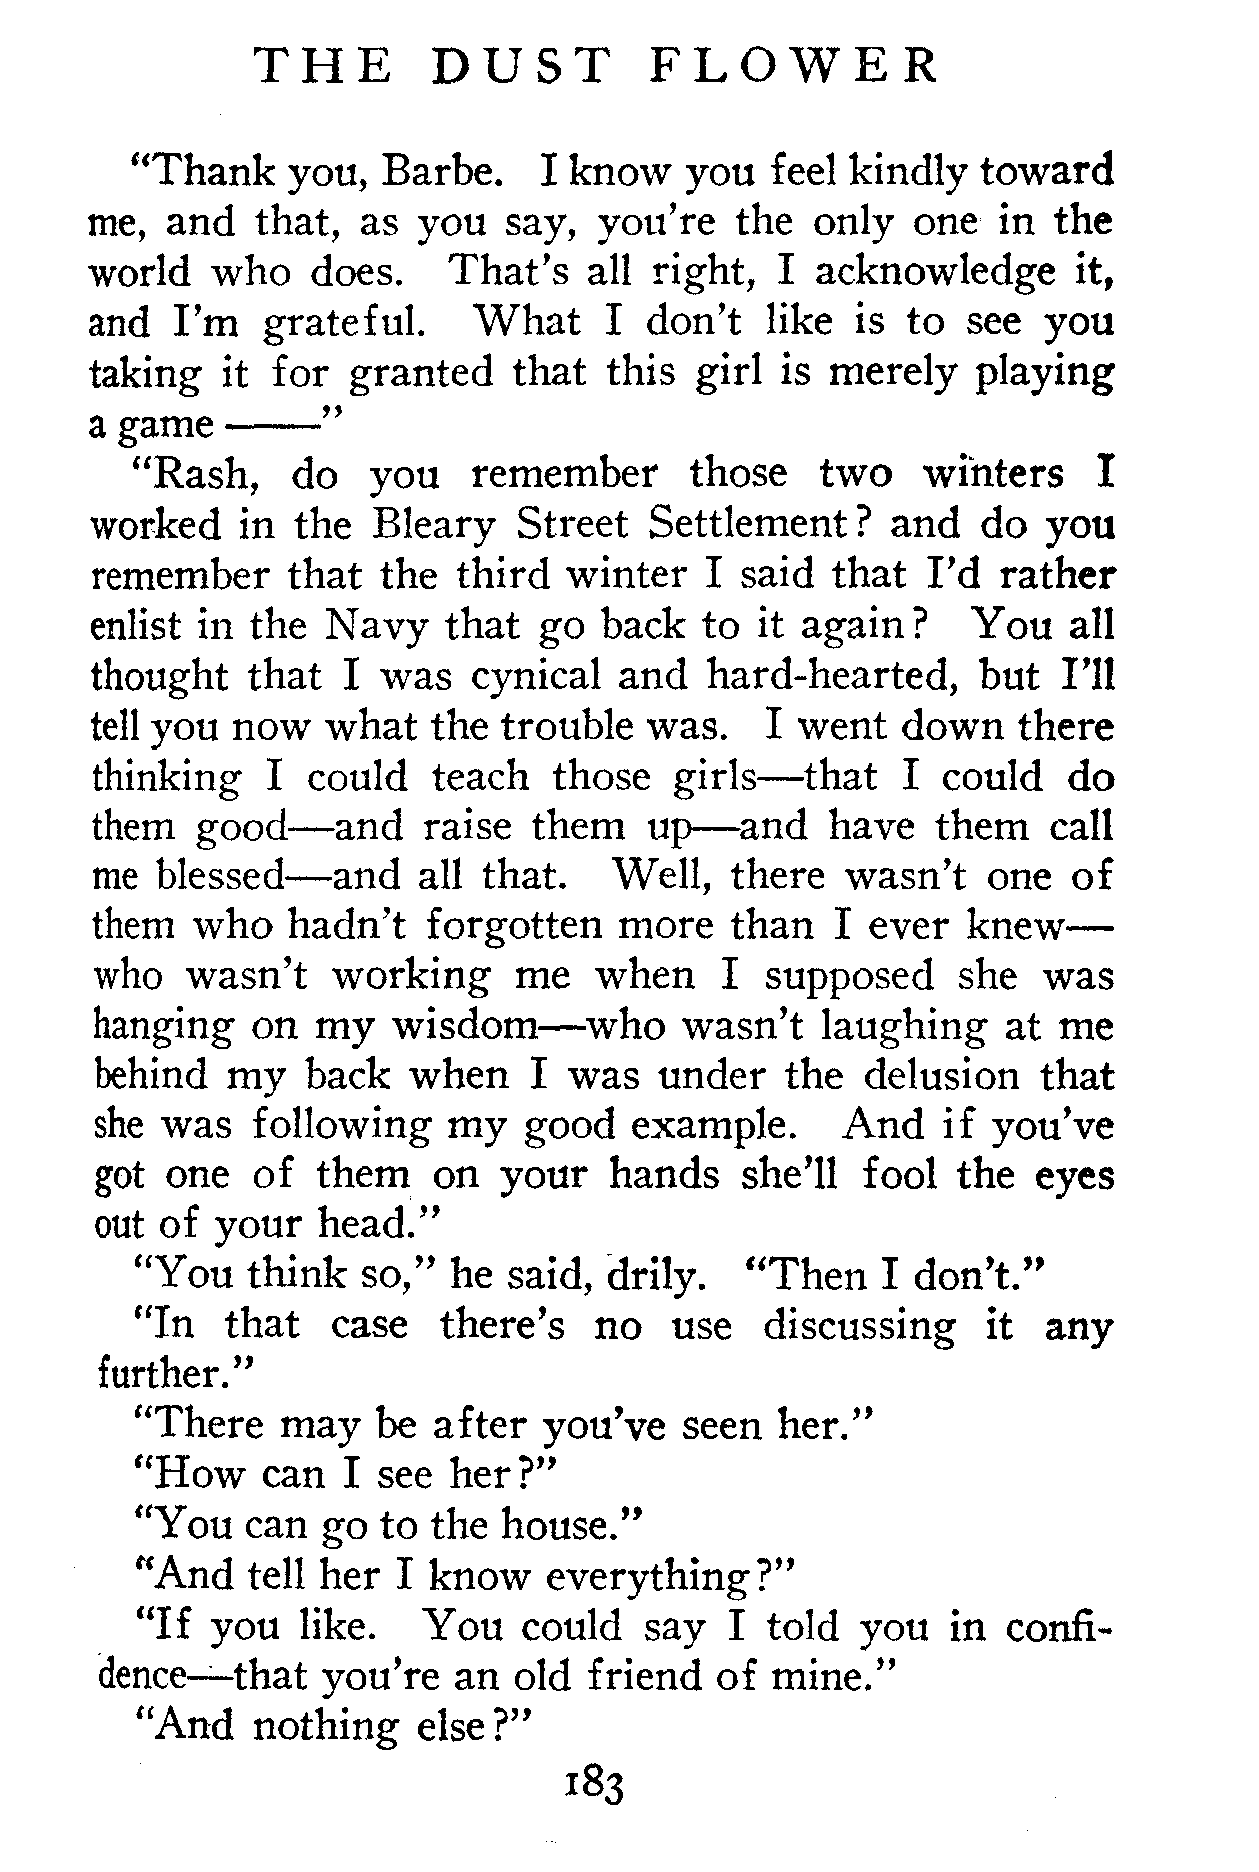 THE DUST FLOWER
“Thank you, Barbe. I know you feel kindly toward
me, and that, as you say, you're the only one in the
world who does. That's all right, I acknowledge it,
and I'm grateful. What I don't like is to see you
taking it for granted that this girl is merely playing
a game ——”
“Rash, do you remember those two winters I
worked in the Bleary Street Settlement? and do you
remember that the third winter I said that I'd rather
enlist in the Navy that go back to it again? You all
thought that I was cynical and hard-hearted, but I'll
tell you now what the trouble was. I went down there
thinking I could teach those girls—that I could do
them good—and raise them up—and have them call
me blessed—and all that. Well, there wasn't one of
them who hadn't forgotten more than I ever knew—
who wasn't working me when I supposed she was
hanging on my wisdom—who wasn't laughing at me
behind my back when I was under the delusion that
she was following my good example. And if you've
got one of them on your hands she'll fool the eyes
out of your head.”
“You think so,” he said, drily. “Then I don't.”
“In that case there's no use discussing it any
further.”
“There may be after you've seen her.”
“How can I see her?”
“You can go to the house.”
“And tell her I know everything?”
“If you like. You could say I told you in confi-
dence—that you're an old friend of mine.”
“And nothing else?”
183